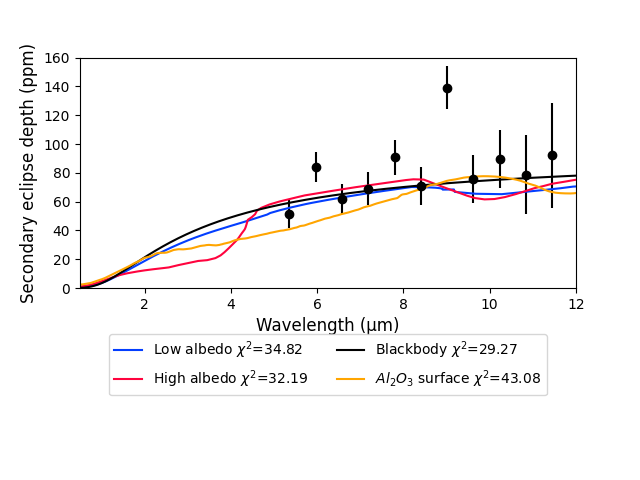 Secondary eclipse depth (ppm)
160
140
120
100
80
60
40
20
0
2 4 6 8 10 12
Wavelength (μm)
Low albedo χ²=34.82 Blackbody χ²=29.27
High albedo χ²=32.19 Al₂O₃ surface χ²=43.08